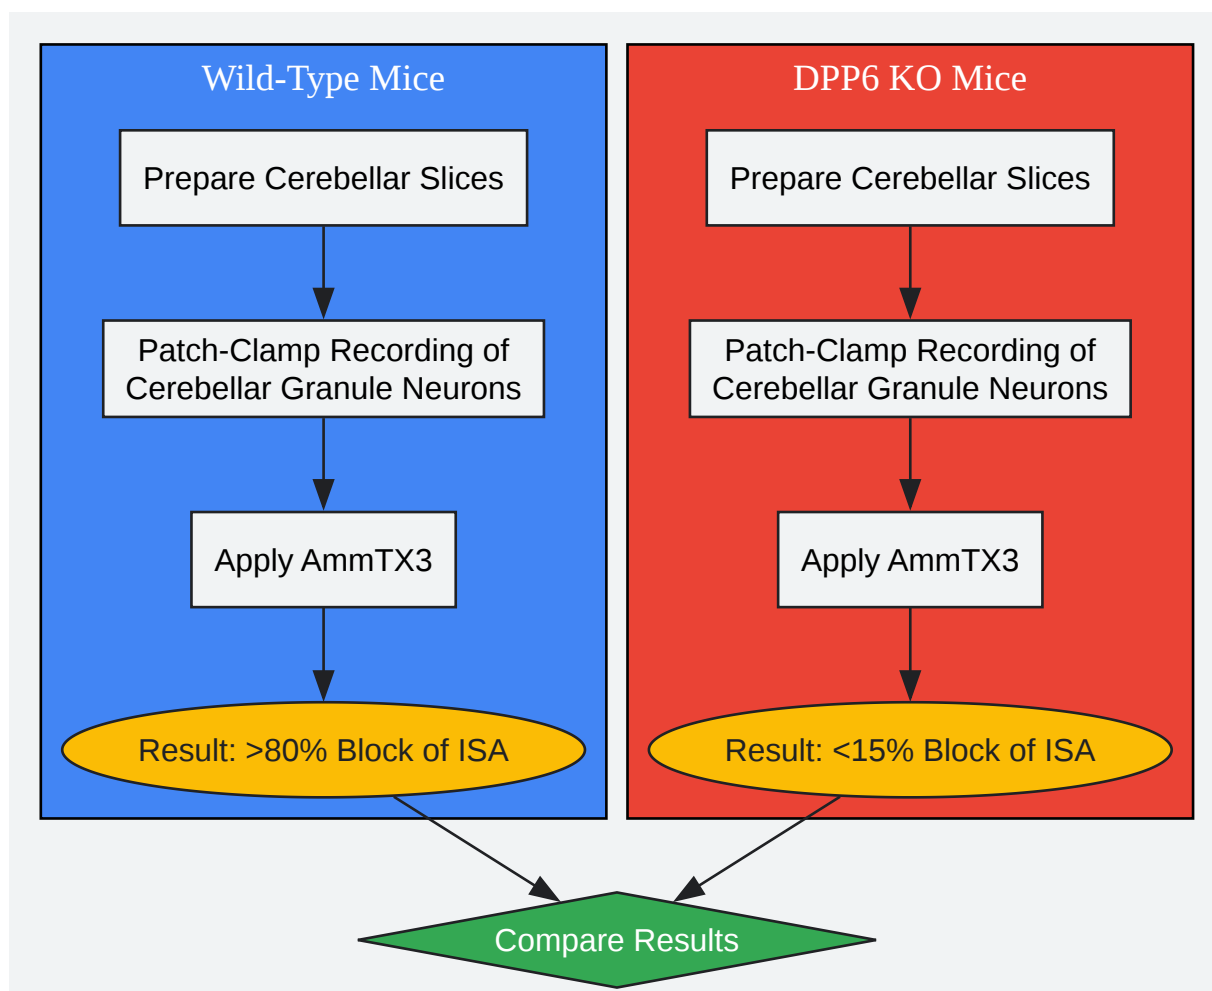 Wild-Type Mice
Prepare Cerebellar Slices
Patch-Clamp Recording of
Cerebellar Granule Neurons
Apply AmmTX3
Result: >80% Block of ISA
DPP6 KO Mice
Prepare Cerebellar Slices
Patch-Clamp Recording of
Cerebellar Granule Neurons
Apply AmmTX3
Result: <15% Block of ISA
Compare Results